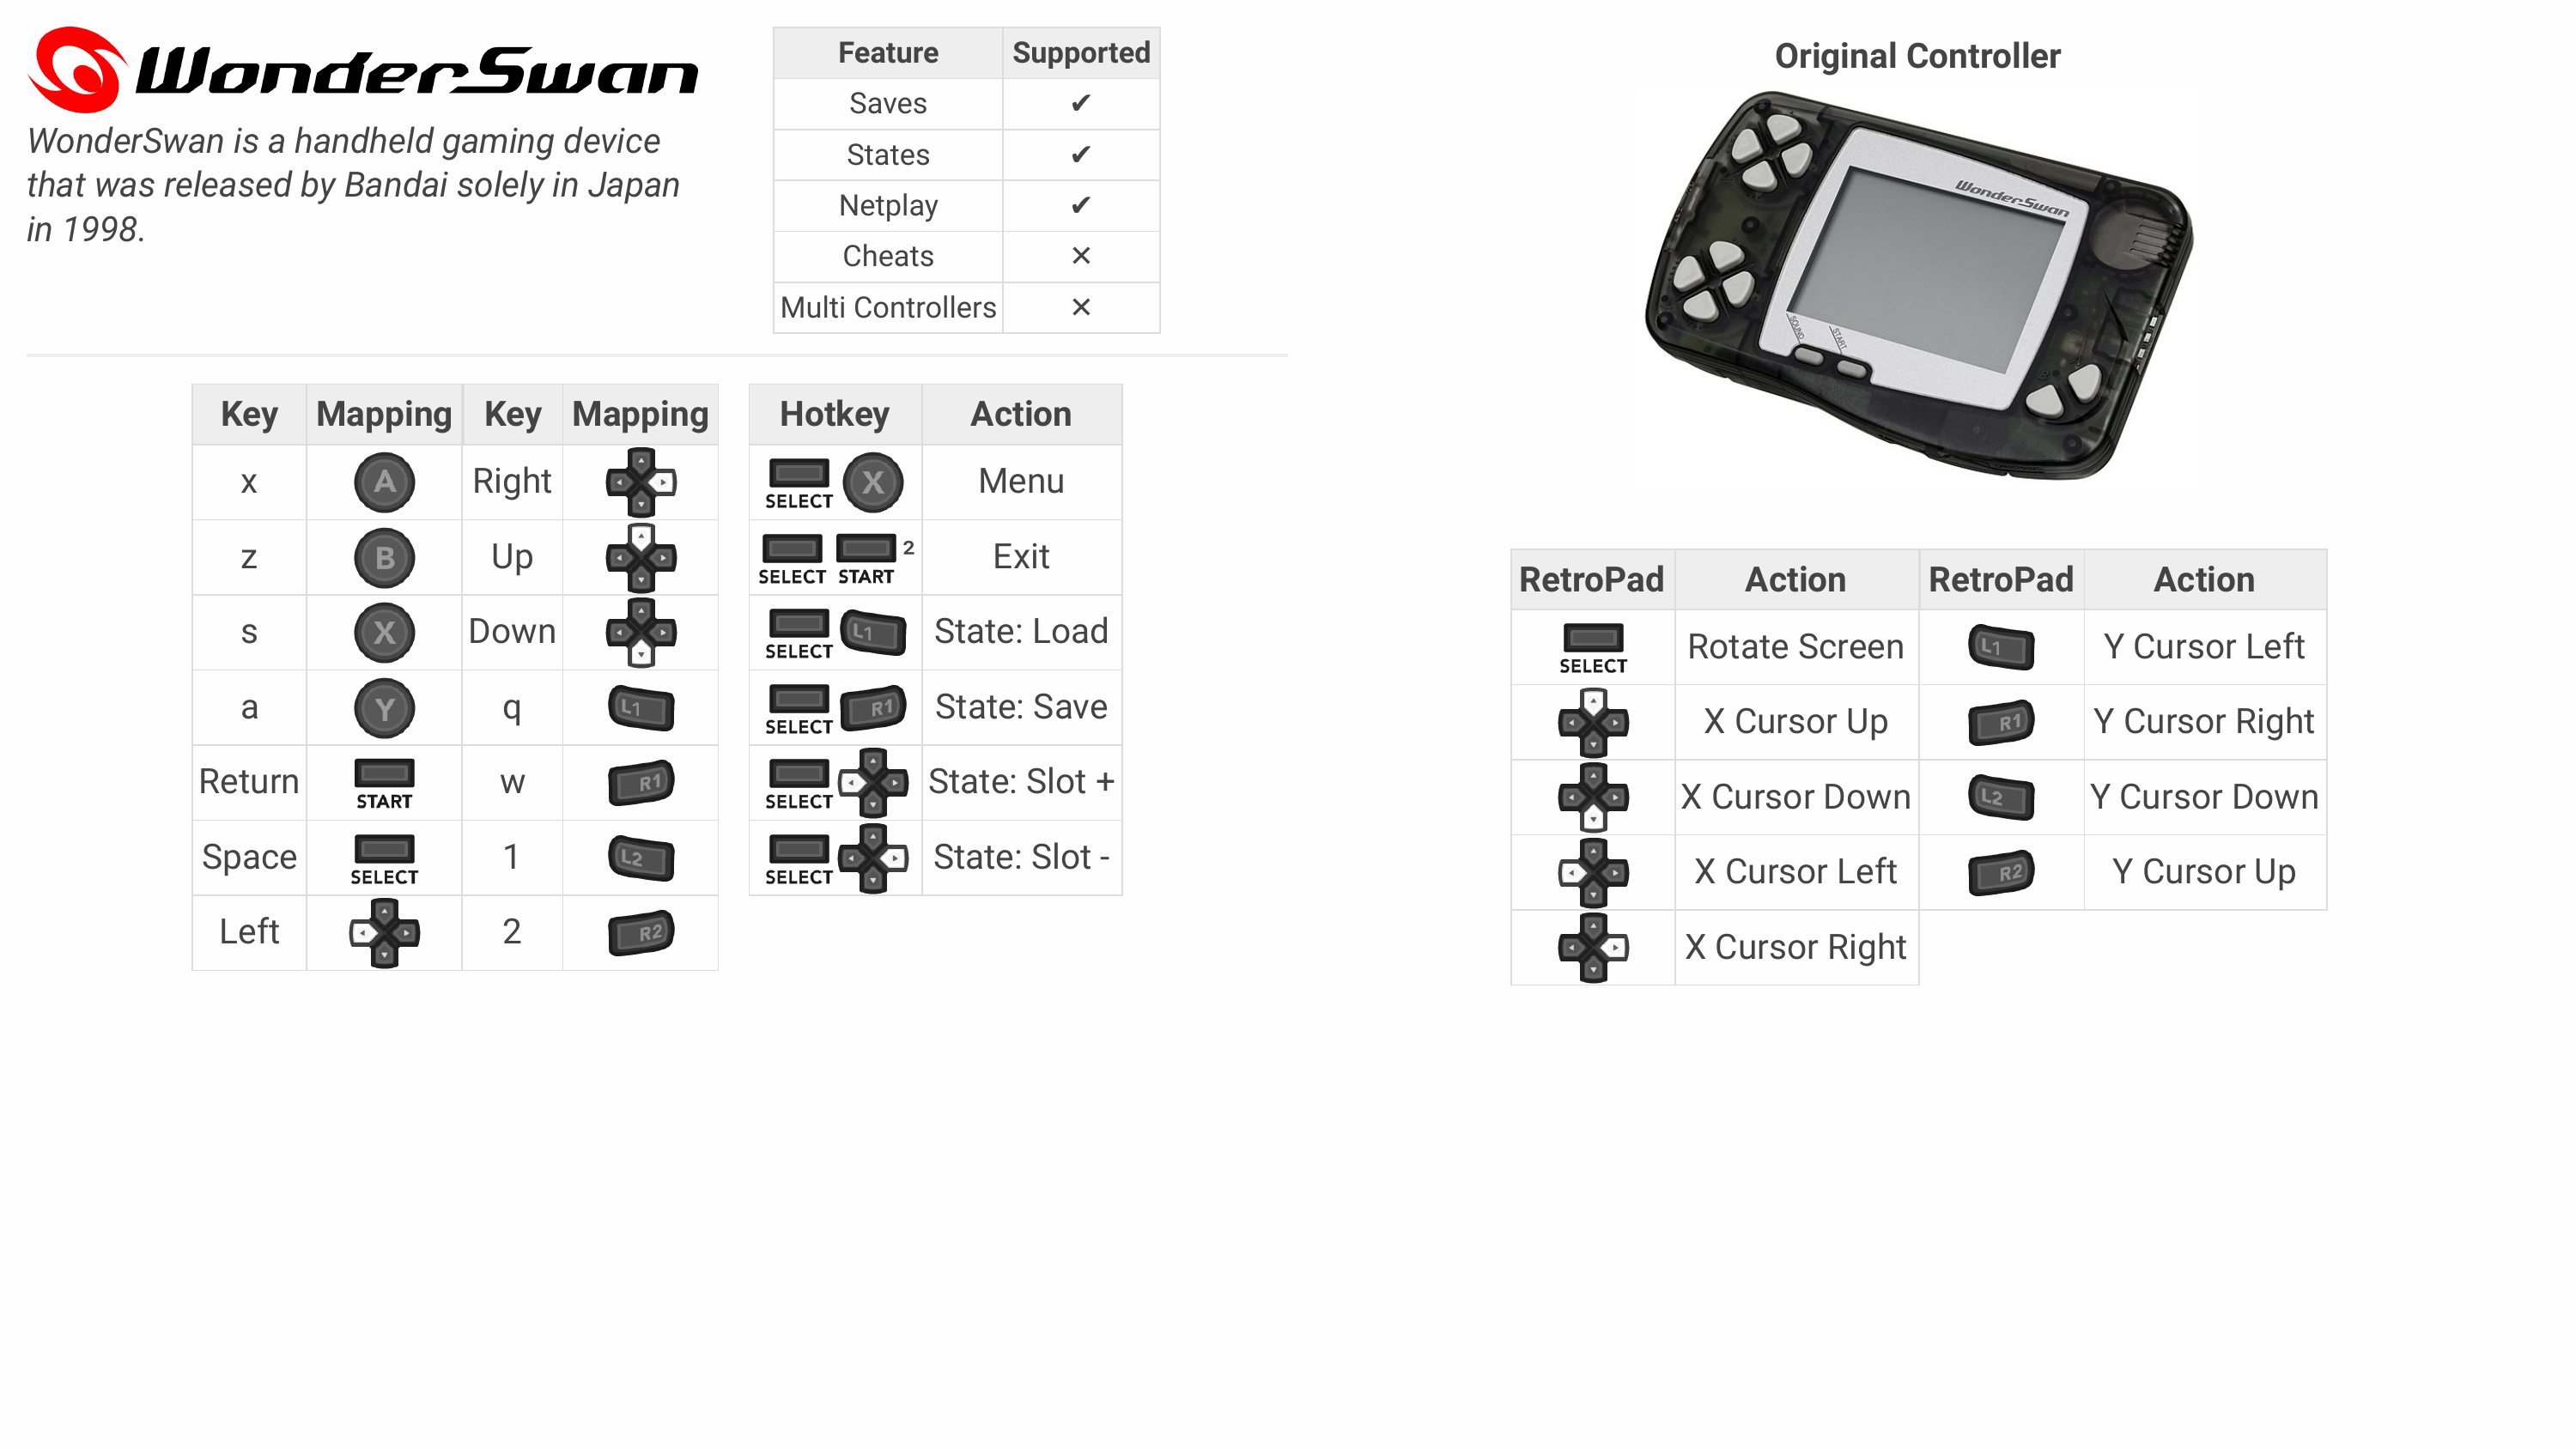 WonderSwan
WonderSwan is a handheld gaming device
that was released by Bandai solely in Japan
in 1998.
Feature Supported
Saves ✔
States ✔
Netplay ✔
Cheats ✕
Multi Controllers ✕
Key Mapping Key Mapping
x A Right
z B Up
s X Down
a Y q L1
Return START w R1
Space SELECT 1 L2
Left 2 R2
Hotkey Action
SELECT X Menu
SELECT START 2 Exit
SELECT L1 State: Load
SELECT R1 State: Save
SELECT State: Slot +
SELECT State: Slot -
Original Controller
WonderSwan
SOUND START
RetroPad Action RetroPad Action
SELECT Rotate Screen L1 Y Cursor Left
X Cursor Up R1 Y Cursor Right
X Cursor Down L2 Y Cursor Down
X Cursor Left R2 Y Cursor Up
X Cursor Right